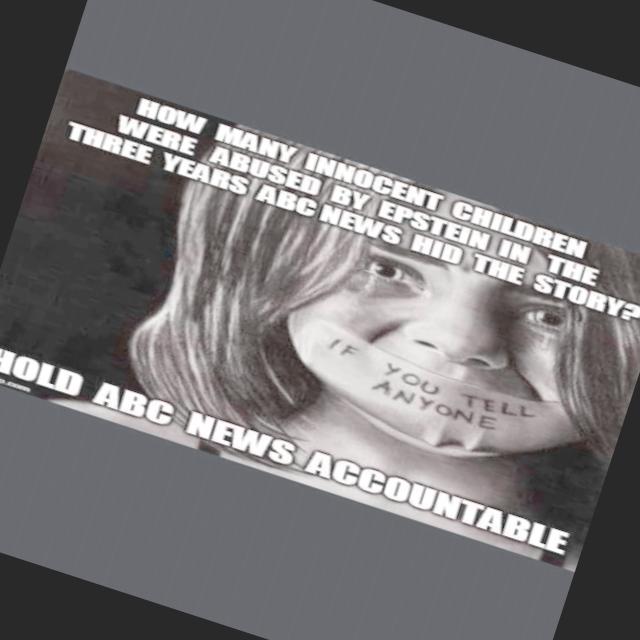 HOW MANY INNOCENT CHILDREN
WERE ABUSED BY EPSTEIN IN THE
THREE YEARS ABC NEWS HID THE STORY?
IF YOU TELL
ANYONE
HOLD ABC NEWS ACCOUNTABLE